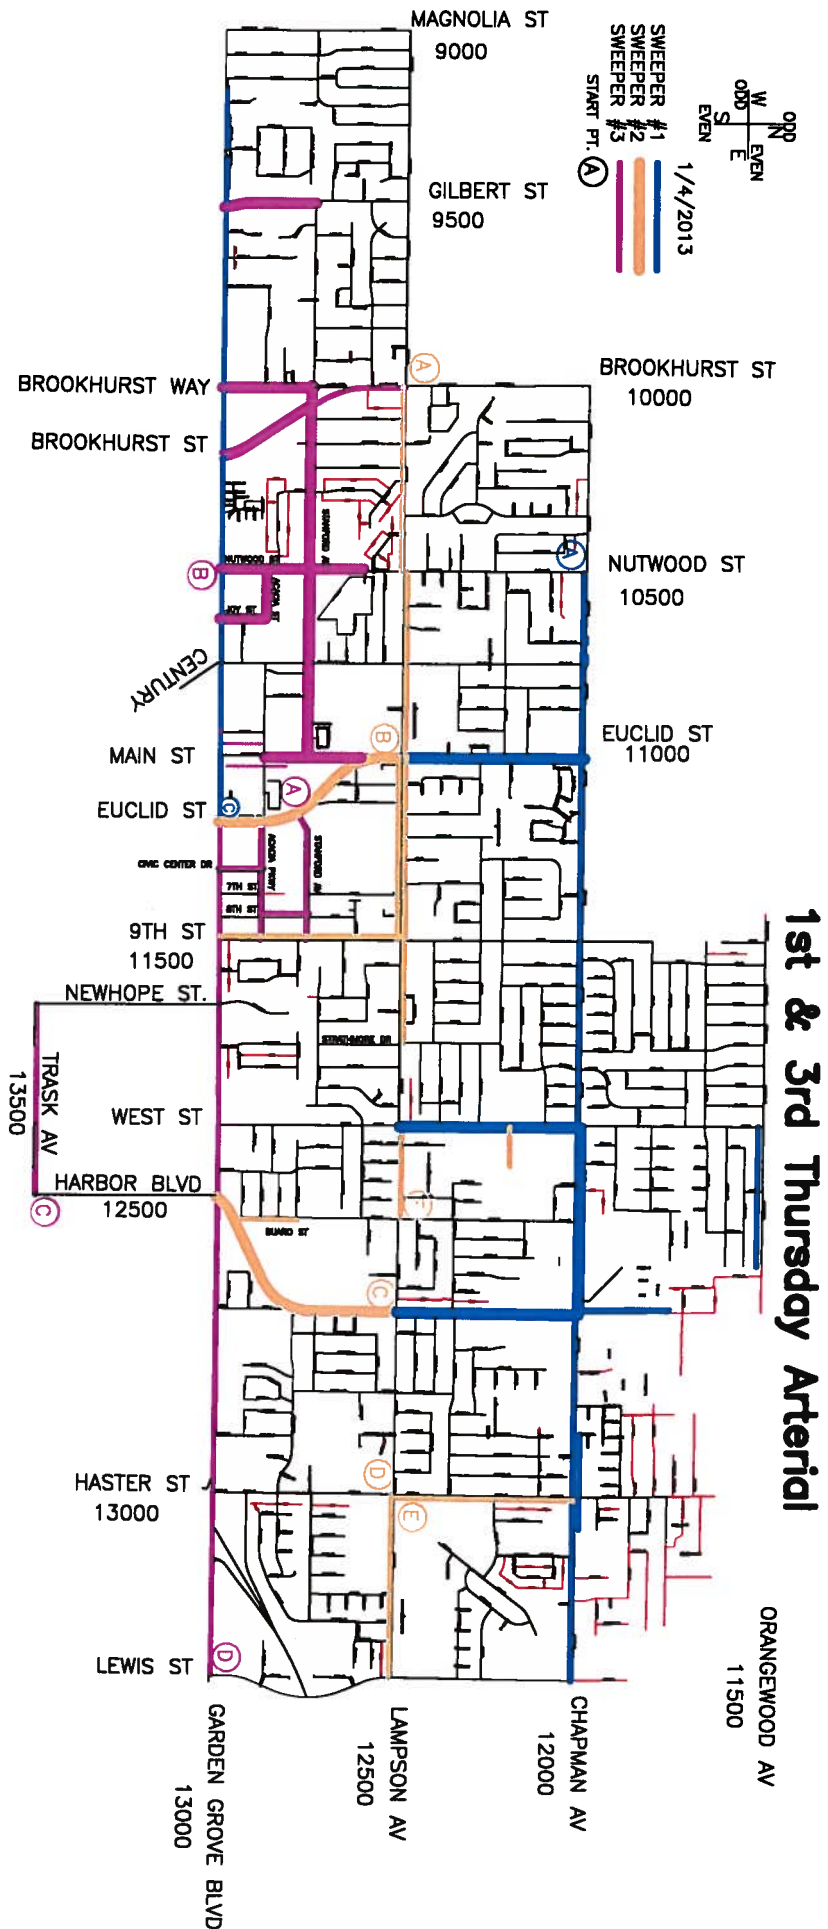 1st & 3rd Thursday Arterial
ODD
N
W
ODD
EVEN
E
S
EVEN
1/4/2013
SWEEPER #1
SWEEPER #2
SWEEPER #3
START PT. A
MAGNOLIA ST
9000
GILBERT ST
9500
BROOKHURST ST
10000
NUTWOOD ST
10500
EUCLID ST
11000
BROOKHURST WAY
BROOKHURST ST
CENTURY
MAIN ST
EUCLID ST
CIVIC CENTER DR
7TH ST
8TH ST
9TH ST
11500
NEWHOPE ST.
TRASK AV
13500
WEST ST
HARBOR BLVD
12500
HASTER ST
13000
LEWIS ST
GARDEN GROVE BLVD
13000
LAMPSON AV
12500
CHAPMAN AV
12000
ORANGEWOOD AV
11500
STANFORD AV
NUTWOOD ST
ACACIA ST
JOY ST
ACACIA PKWY
STANFORD AV
STRATHMORE DR
BUARO ST
A
A
B
B
A
C
C
F
C
D
E
D